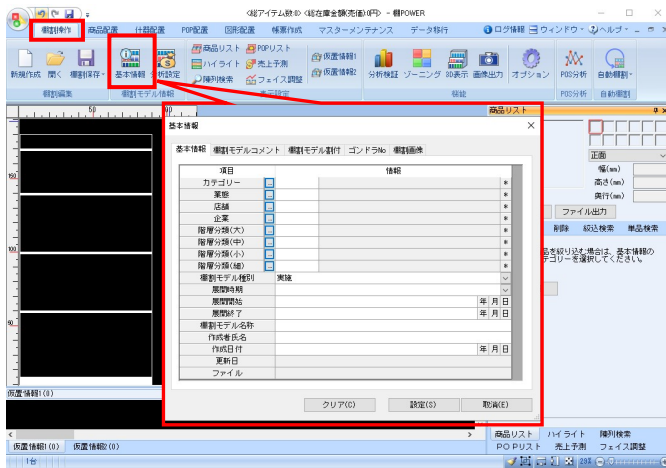 <総アイテム数:0> <総在庫金額(売価):0円> - 棚POWER
棚割操作 商品配置 什器配置 POP配置 図形配置 帳票作成 マスターメンテナンス データ移行 ログ情報 ウィンドウ ヘルプ
商品リスト POPリスト
ハイライト 売上予測
陳列検索 フェイス調整
仮置情報1
仮置情報2
新規作成 開く 棚割保存 基本情報 分析設定 分析検証 ゾーニング 3D表示 画像出力 オプション POS分析 自動棚割
棚割編集 棚割モデル情報 表示設定 機能 POS分析 自動棚割
50 90
商品リスト
基本情報
基本情報 棚割モデルコメント 棚割モデル割付 ゴンドラNo 棚割画像
項目 情報
カテゴリー *
業態 *
店舗 *
企業 *
階層分類(大) *
階層分類(中) *
階層分類(小) *
階層分類(細) *
棚割モデル種別 実施
展開時期
展開開始 年 月 日
展開終了 年 月 日
棚割モデル名称
作成者氏名
作成日付 年 月 日
更新日
ファイル
クリア(C) 設定(S) 取消(E)
150
100
正面
幅(mm)
高さ(mm)
奥行(mm)
ファイル出力
削除 絞込検索 単品検索
品を絞り込む場合は、基本情報の
テゴリーを選択してください。
仮置情報1(0)
仮置情報1(0) 仮置情報2(0)
商品リスト ハイライト 陳列検索
POPリスト 売上予測 フェイス調整
1台 28%